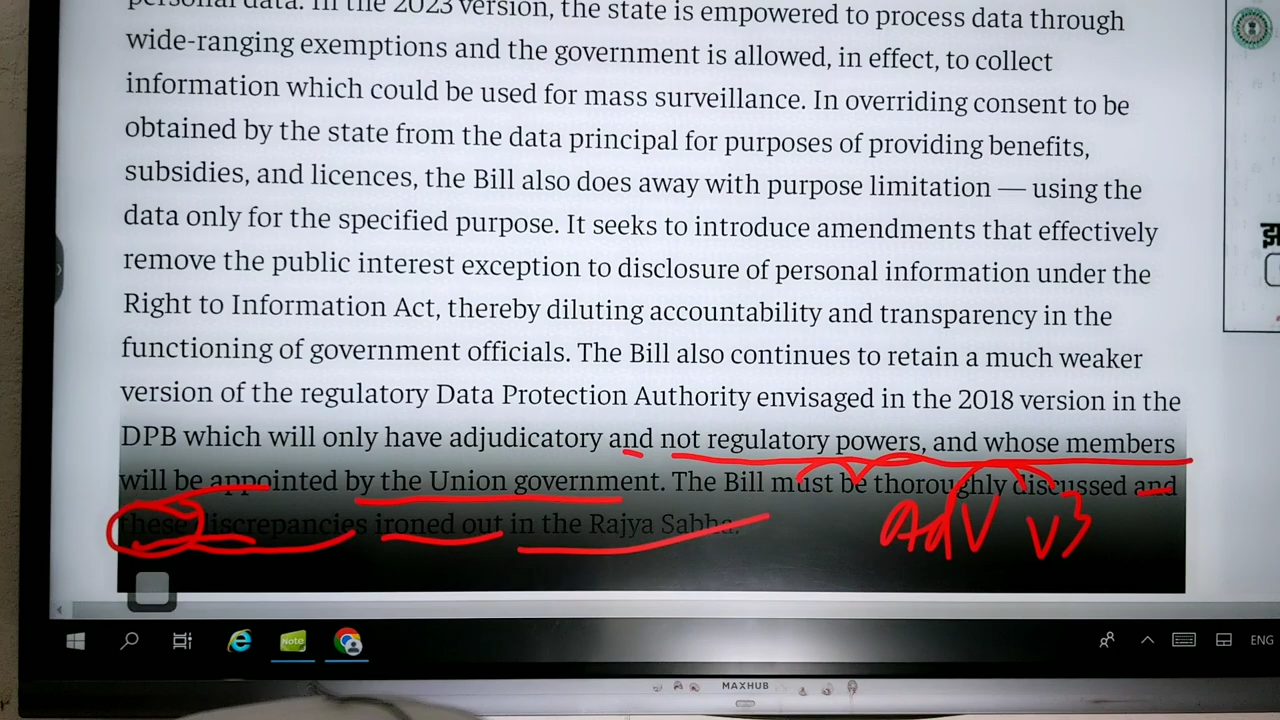 personal data. In the 2023 version, the state is empowered to process data through
wide-ranging exemptions and the government is allowed, in effect, to collect
information which could be used for mass surveillance. In overriding consent to be
obtained by the state from the data principal for purposes of providing benefits,
subsidies, and licences, the Bill also does away with purpose limitation — using the
data only for the specified purpose. It seeks to introduce amendments that effectively
remove the public interest exception to disclosure of personal information under the
Right to Information Act, thereby diluting accountability and transparency in the
functioning of government officials. The Bill also continues to retain a much weaker
version of the regulatory Data Protection Authority envisaged in the 2018 version in the
DPB which will only have adjudicatory and not regulatory powers, and whose members
will be appointed by the Union government. The Bill must be thoroughly discussed and
these discrepancies ironed out in the Rajya Sabha.
Adv v3
Note
ENG
MAXHUB